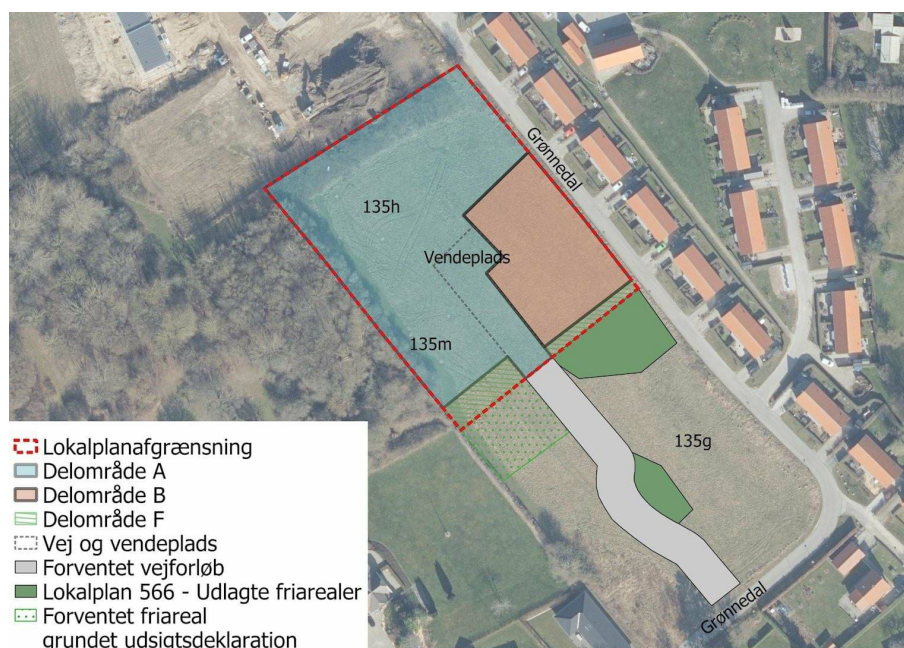 Grønnedal
135h
Vendeplads
135m
135g
Grønnedal
Lokalplanafgrænsning
Delområde A
Delområde B
Delområde F
Vej og vendeplads
Forventet vejforløb
Lokalplan 566 - Udlagte friarealer
Forventet friareal
grundet udsigtsdeklaration